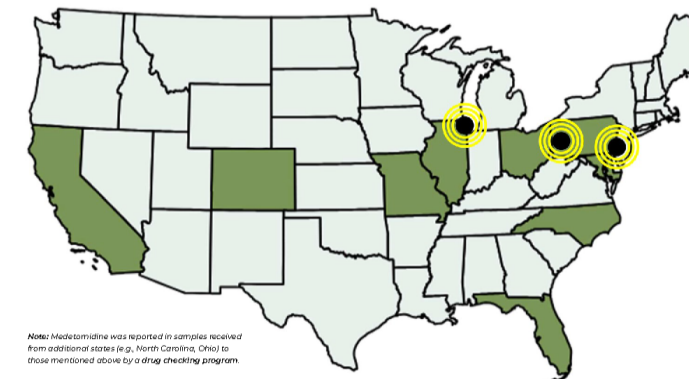 Note: Medetomidine was reported in samples received
from additional states (e.g., North Carolina, Ohio) to
those mentioned above by a drug checking program.